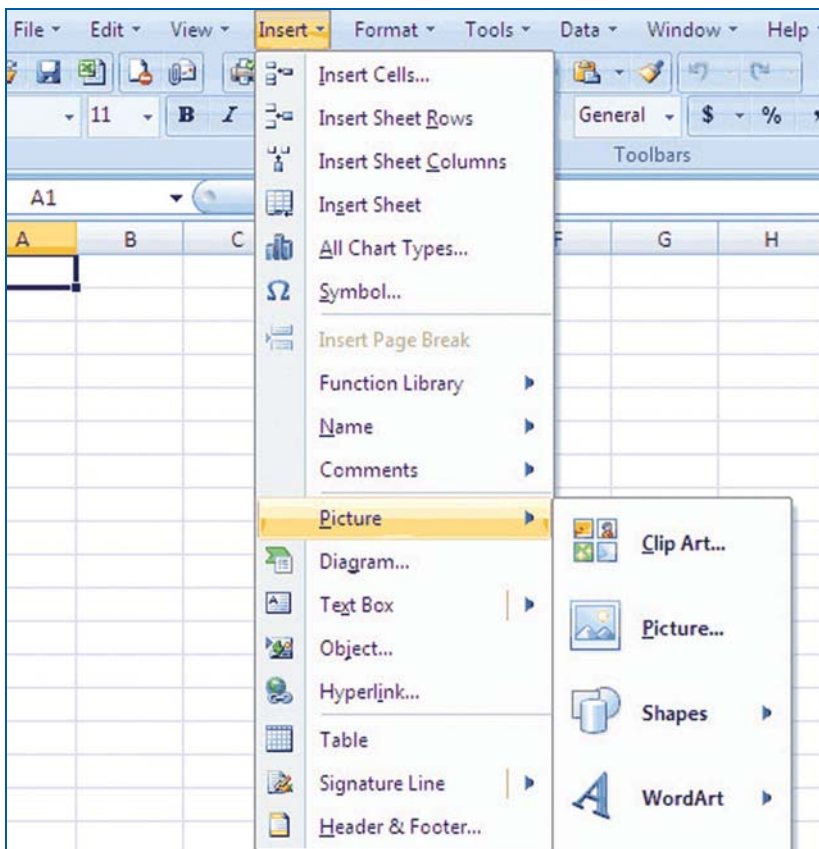 File Edit View Insert Format Tools Data Window Help
11 B I General $ %
Toolbars
A1
A B C F G H
Insert Cells...
Insert Sheet Rows
Insert Sheet Columns
Insert Sheet
All Chart Types...
Ω Symbol...
Insert Page Break
Function Library
Name
Comments
Picture
Diagram...
Text Box
Object...
Hyperlink...
Table
Signature Line
Header & Footer...
Clip Art...
Picture...
Shapes
WordArt